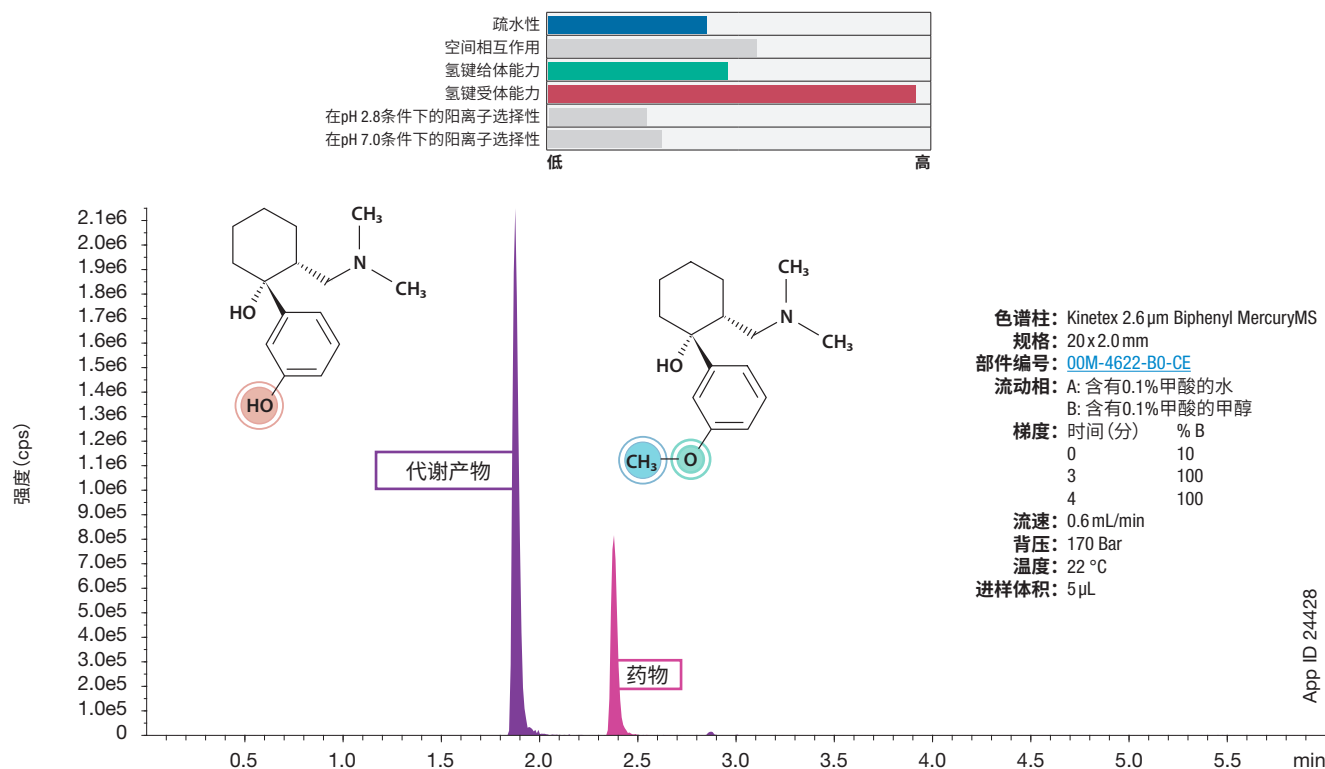 疏水性
空间相互作用
氢键给体能力
氢键受体能力
在pH 2.8条件下的阳离子选择性
在pH 7.0条件下的阳离子选择性
低 高
强度(cps)
2.1e6
2.0e6
1.9e6
1.8e6
1.7e6
1.6e6
1.5e6
1.4e6
1.3e6
1.2e6
1.1e6
1.0e6
9.0e5
8.0e5
7.0e5
6.0e5
5.0e5
4.0e5
3.0e5
2.0e5
1.0e5
0
0.5 1.0 1.5 2.0 2.5 3.0 3.5 4.0 4.5 5.0 5.5 min
CH₃
N
CH₃
HO
HO
代谢产物
CH₃
N
CH₃
HO
CH₃ O
药物
色谱柱: Kinetex 2.6 µm Biphenyl MercuryMS
规格: 20 x 2.0 mm
部件编号: 00M-4622-B0-CE
流动相: A: 含有0.1%甲酸的水
B: 含有0.1%甲酸的甲醇
梯度: 时间(分) % B
0 10
3 100
4 100
流速: 0.6 mL/min
背压: 170 Bar
温度: 22 °C
进样体积: 5 µL
App ID 24428